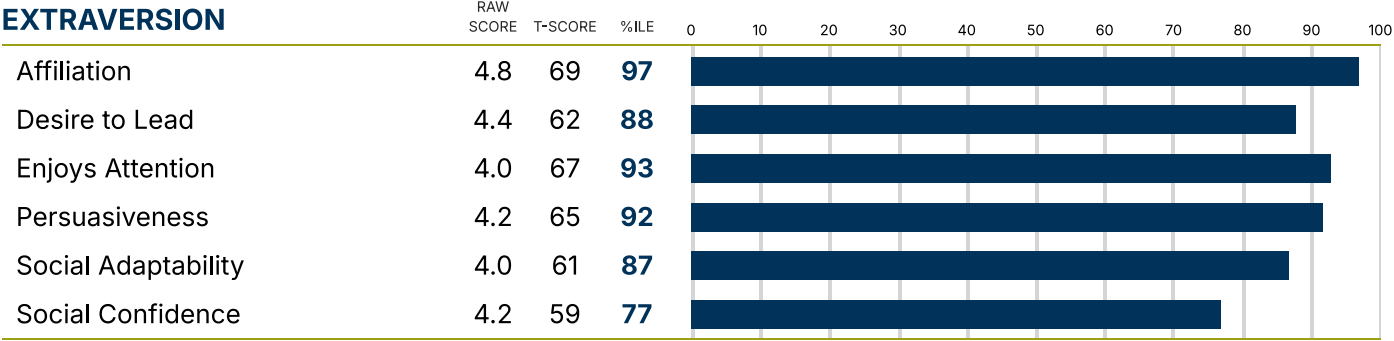 EXTRAVERSION RAW SCORE T-SCORE %ILE 0 10 20 30 40 50 60 70 80 90 100
Affiliation 4.8 69 97
Desire to Lead 4.4 62 88
Enjoys Attention 4.0 67 93
Persuasiveness 4.2 65 92
Social Adaptability 4.0 61 87
Social Confidence 4.2 59 77